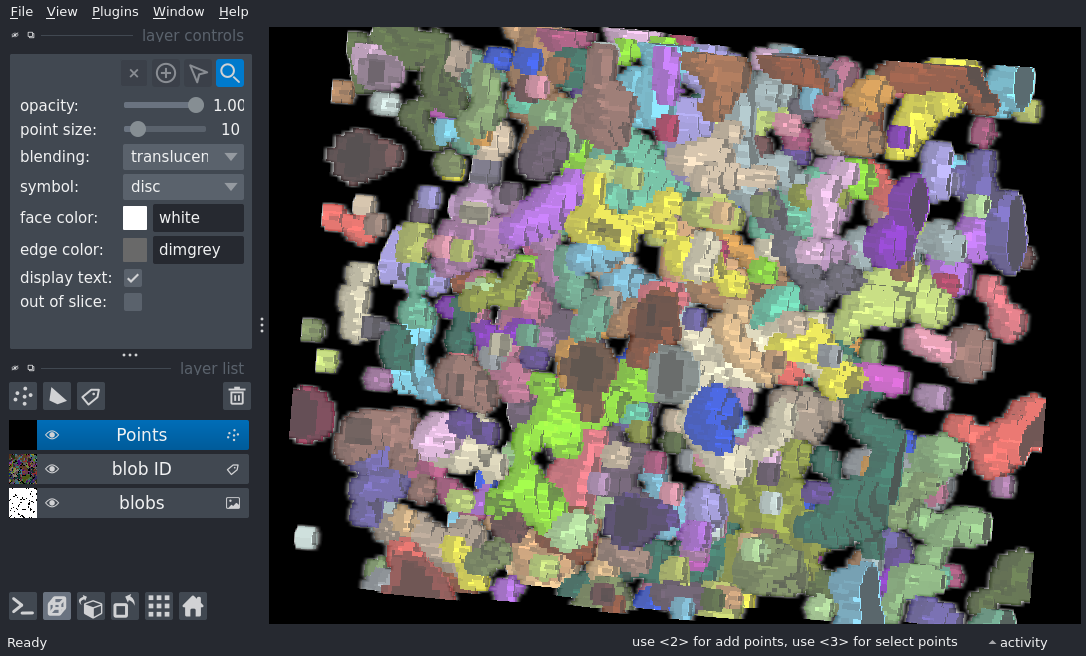 File View Plugins Window Help
layer controls
opacity: 1.00
point size: 10
blending: translucen
symbol: disc
face color: white
edge color: dimgrey
display text:
out of slice:
layer list
Points
blob ID
blobs
Ready
use <2> for add points, use <3> for select points
activity